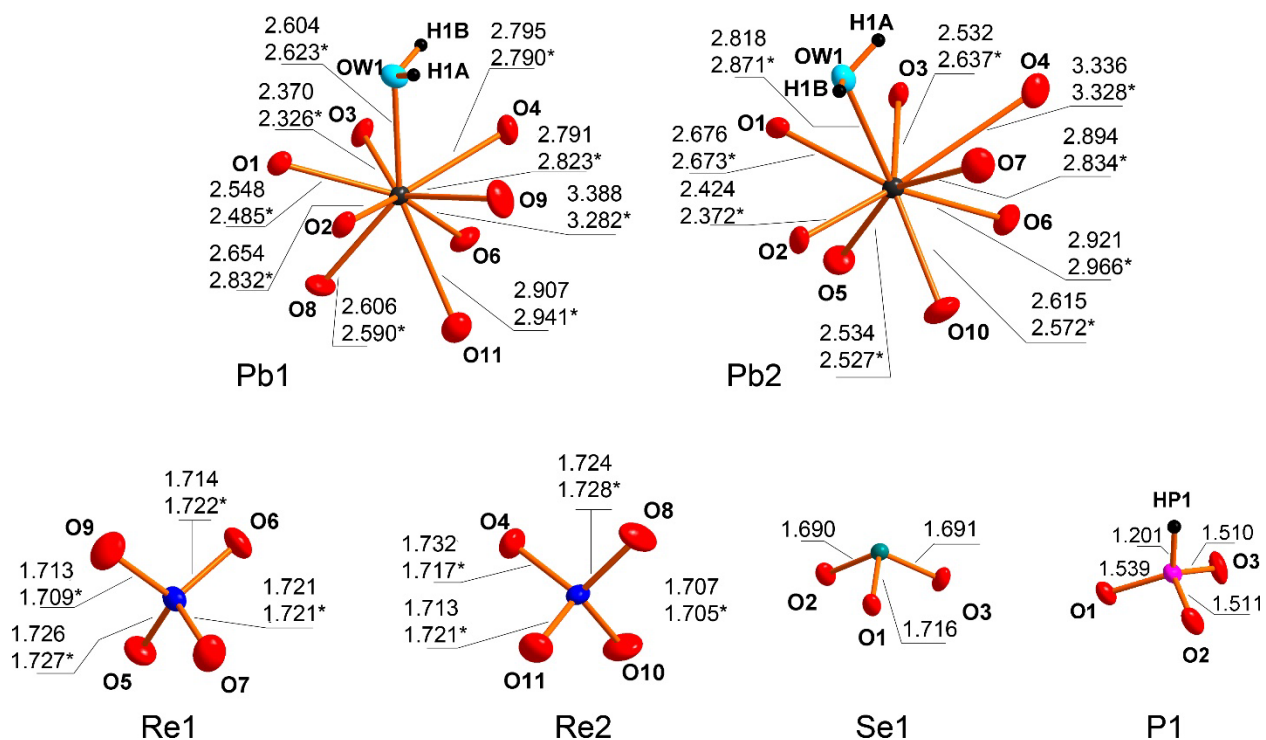 2.604
2.623*
H1B
OW1
H1A
2.795
2.790*
2.370
2.326*
O3
O4
O1
2.791
2.823*
2.548
2.485*
O2
O9
3.388
3.282*
O6
2.654
2.832*
O8
2.606
2.590*
2.907
2.941*
O11
Pb1
2.818
2.871*
H1A
OW1
H1B
2.532
2.637*
O3
O4
3.336
3.328*
O1
2.676
2.673*
O7
2.894
2.834*
2.424
2.372*
O2
O6
O5
2.921
2.966*
O10
2.615
2.572*
2.534
2.527*
Pb2
1.714
1.722*
O9
O6
1.713
1.709*
1.721
1.721*
1.726
1.727*
O5
O7
Re1
1.724
1.728*
O4
O8
1.732
1.717*
1.707
1.705*
1.713
1.721*
O11
O10
Re2
1.690
1.691
O2
O1
O3
1.716
Se1
HP1
1.201
1.510
O3
1.539
O1
1.511
O2
P1